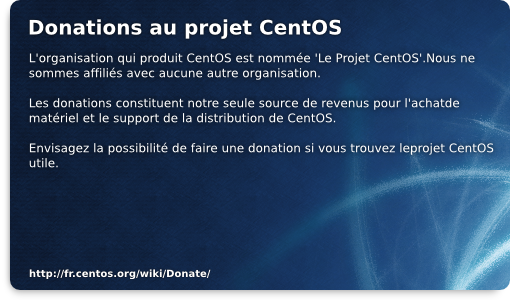 Donations au projet CentOS
L'organisation qui produit CentOS est nommée 'Le Projet CentOS'.Nous ne
sommes affiliés avec aucune autre organisation.
Les donations constituent notre seule source de revenus pour l'achatde
matériel et le support de la distribution de CentOS.
Envisagez la possibilité de faire une donation si vous trouvez leprojet CentOS
utile.
http://fr.centos.org/wiki/Donate/